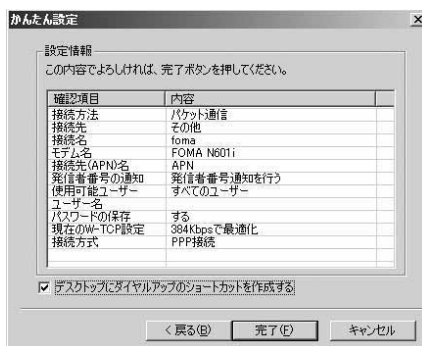 かんたん設定
設定情報
この内容でよろしければ、完了ボタンを押してください。
確認項目 内容
接続方法 パケット通信
接続先 その他
接続名 foma
モデム名 FOMA N601i
接続先(APN)名 APN
発信者番号の通知 発信者番号通知を行う
使用可能ユーザー すべてのユーザー
ユーザー名
パスワードの保存 する
現在のW-TCP設定 384Kbpsで最適化
接続方式 PPP接続
デスクトップにダイヤルアップのショートカットを作成する
< 戻る(B) 完了(F) キャンセル